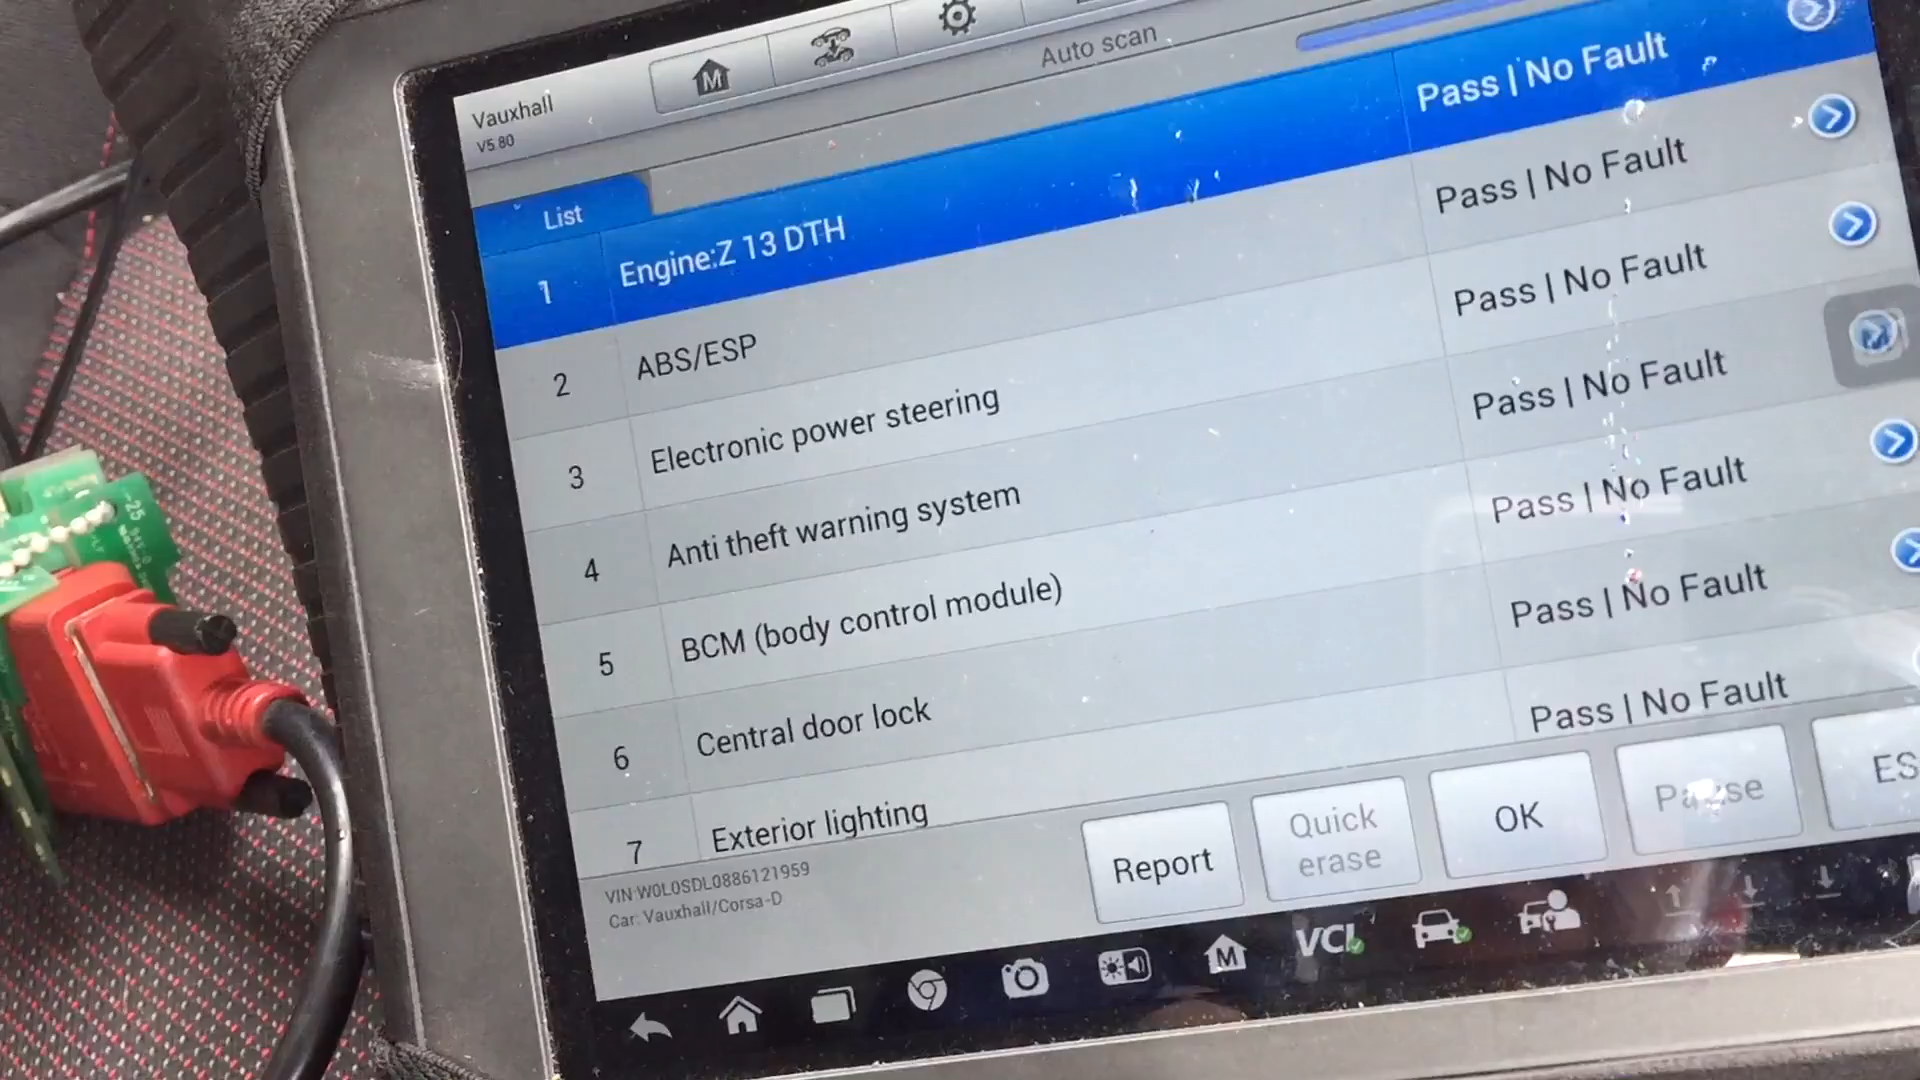 Vauxhall
V5.80
Auto scan
List
1 Engine:Z 13 DTH Pass | No Fault
2 ABS/ESP Pass | No Fault
3 Electronic power steering Pass | No Fault
4 Anti theft warning system Pass | No Fault
5 BCM (body control module) Pass | No Fault
6 Central door lock Pass | No Fault
7 Exterior lighting Pass | No Fault
VIN:W0L0SDL0886121959
Car: Vauxhall/Corsa-D
Report
Quick
erase
OK
Pause
ES
VCI
M
M
-25